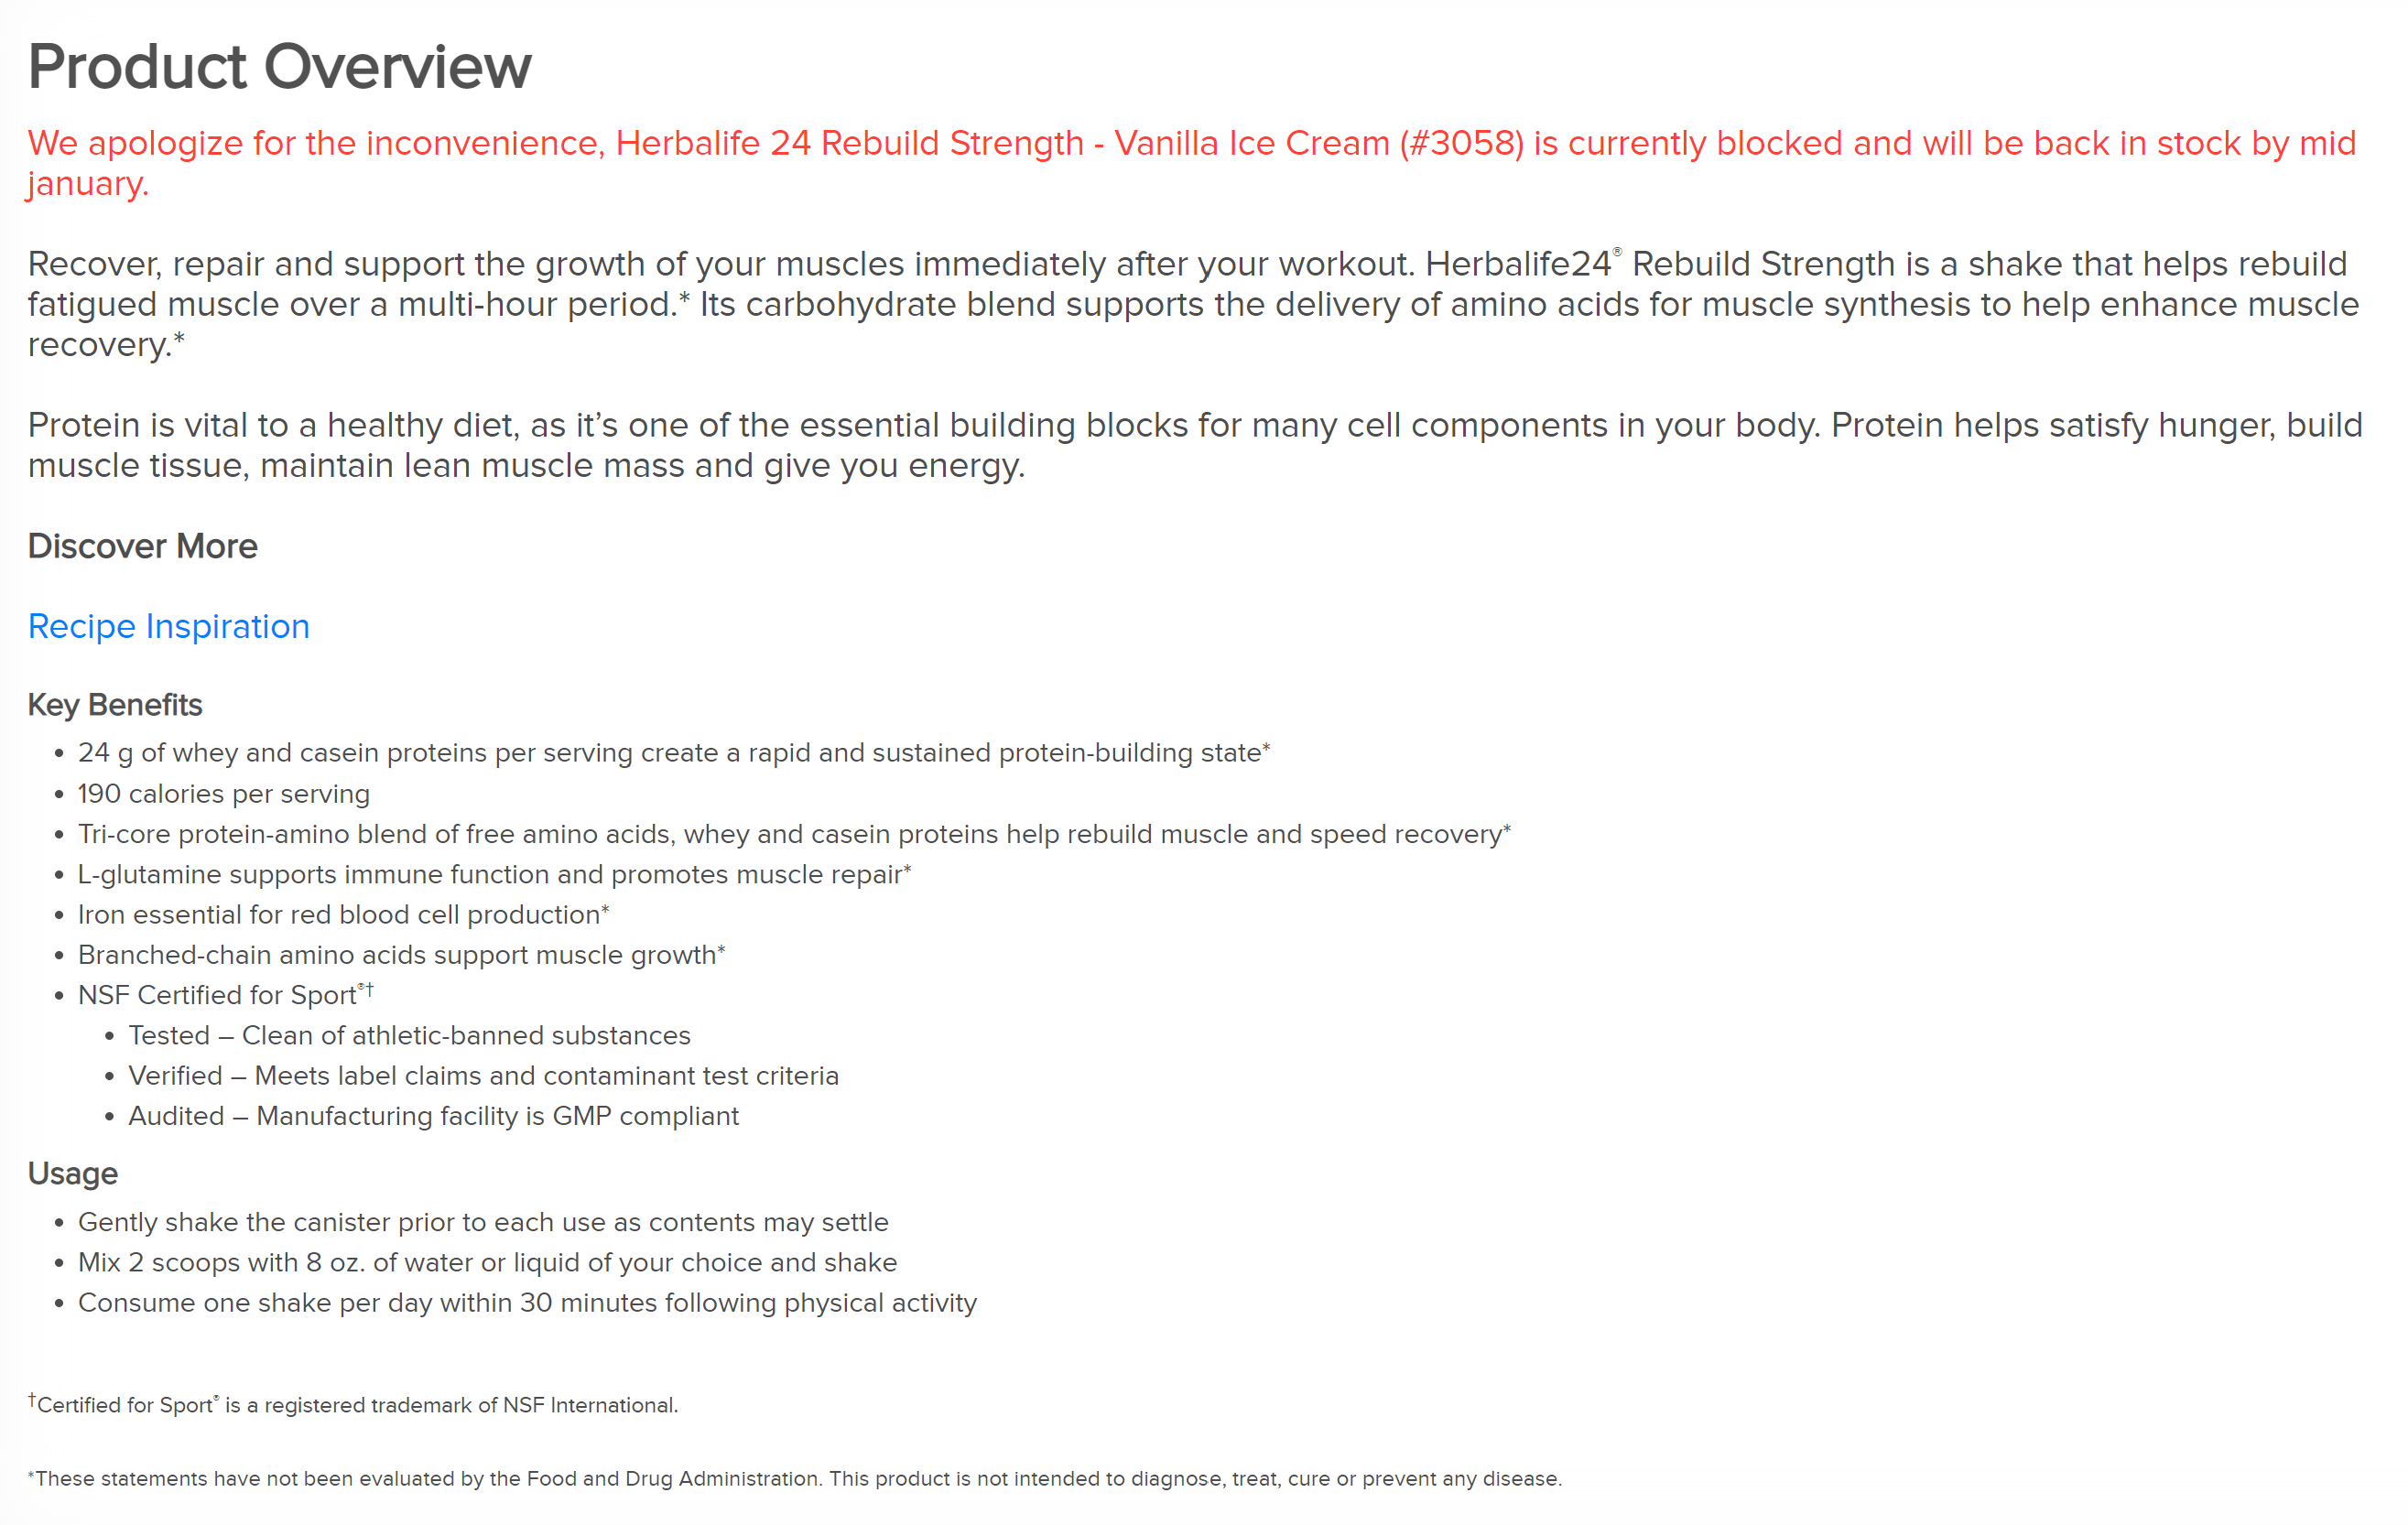 Product Overview
We apologize for the inconvenience, Herbalife 24 Rebuild Strength - Vanilla Ice Cream (#3058) is currently blocked and will be back in stock by mid
january.
Recover, repair and support the growth of your muscles immediately after your workout. Herbalife24® Rebuild Strength is a shake that helps rebuild
fatigued muscle over a multi-hour period.* Its carbohydrate blend supports the delivery of amino acids for muscle synthesis to help enhance muscle
recovery.*
Protein is vital to a healthy diet, as it’s one of the essential building blocks for many cell components in your body. Protein helps satisfy hunger, build
muscle tissue, maintain lean muscle mass and give you energy.
Discover More
Recipe Inspiration
Key Benefits
• 24 g of whey and casein proteins per serving create a rapid and sustained protein-building state*
• 190 calories per serving
• Tri-core protein-amino blend of free amino acids, whey and casein proteins help rebuild muscle and speed recovery*
• L-glutamine supports immune function and promotes muscle repair*
• Iron essential for red blood cell production*
• Branched-chain amino acids support muscle growth*
• NSF Certified for Sport®†
• Tested – Clean of athletic-banned substances
• Verified – Meets label claims and contaminant test criteria
• Audited – Manufacturing facility is GMP compliant
Usage
• Gently shake the canister prior to each use as contents may settle
• Mix 2 scoops with 8 oz. of water or liquid of your choice and shake
• Consume one shake per day within 30 minutes following physical activity
†Certified for Sport® is a registered trademark of NSF International.
*These statements have not been evaluated by the Food and Drug Administration. This product is not intended to diagnose, treat, cure or prevent any disease.